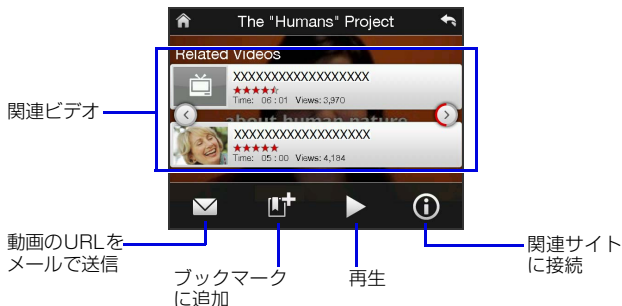 The "Humans" Project
Related Videos
XXXXXXXXXXXXXXXXXXX
Time: 06 : 01 Views: 3,970
about human nature
XXXXXXXXXXXXXXXXXXX
Time: 05 : 00 Views: 4,184
関連ビデオ
動画のURLを
メールで送信
ブックマーク
に追加
再生
関連サイト
に接続